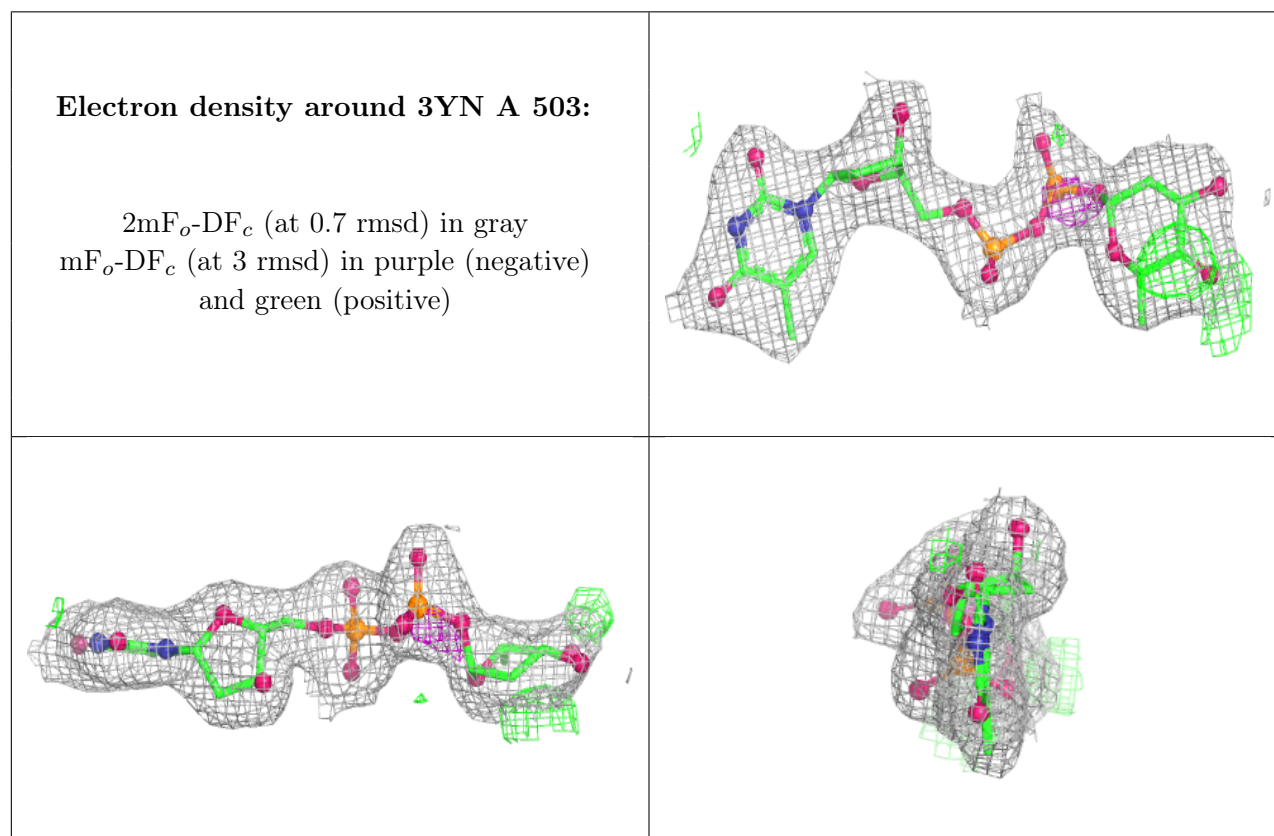 Electron density around 3YN A 503:
2mFₒ-DF𝒸 (at 0.7 rmsd) in gray
mFₒ-DF𝒸 (at 3 rmsd) in purple (negative)
and green (positive)